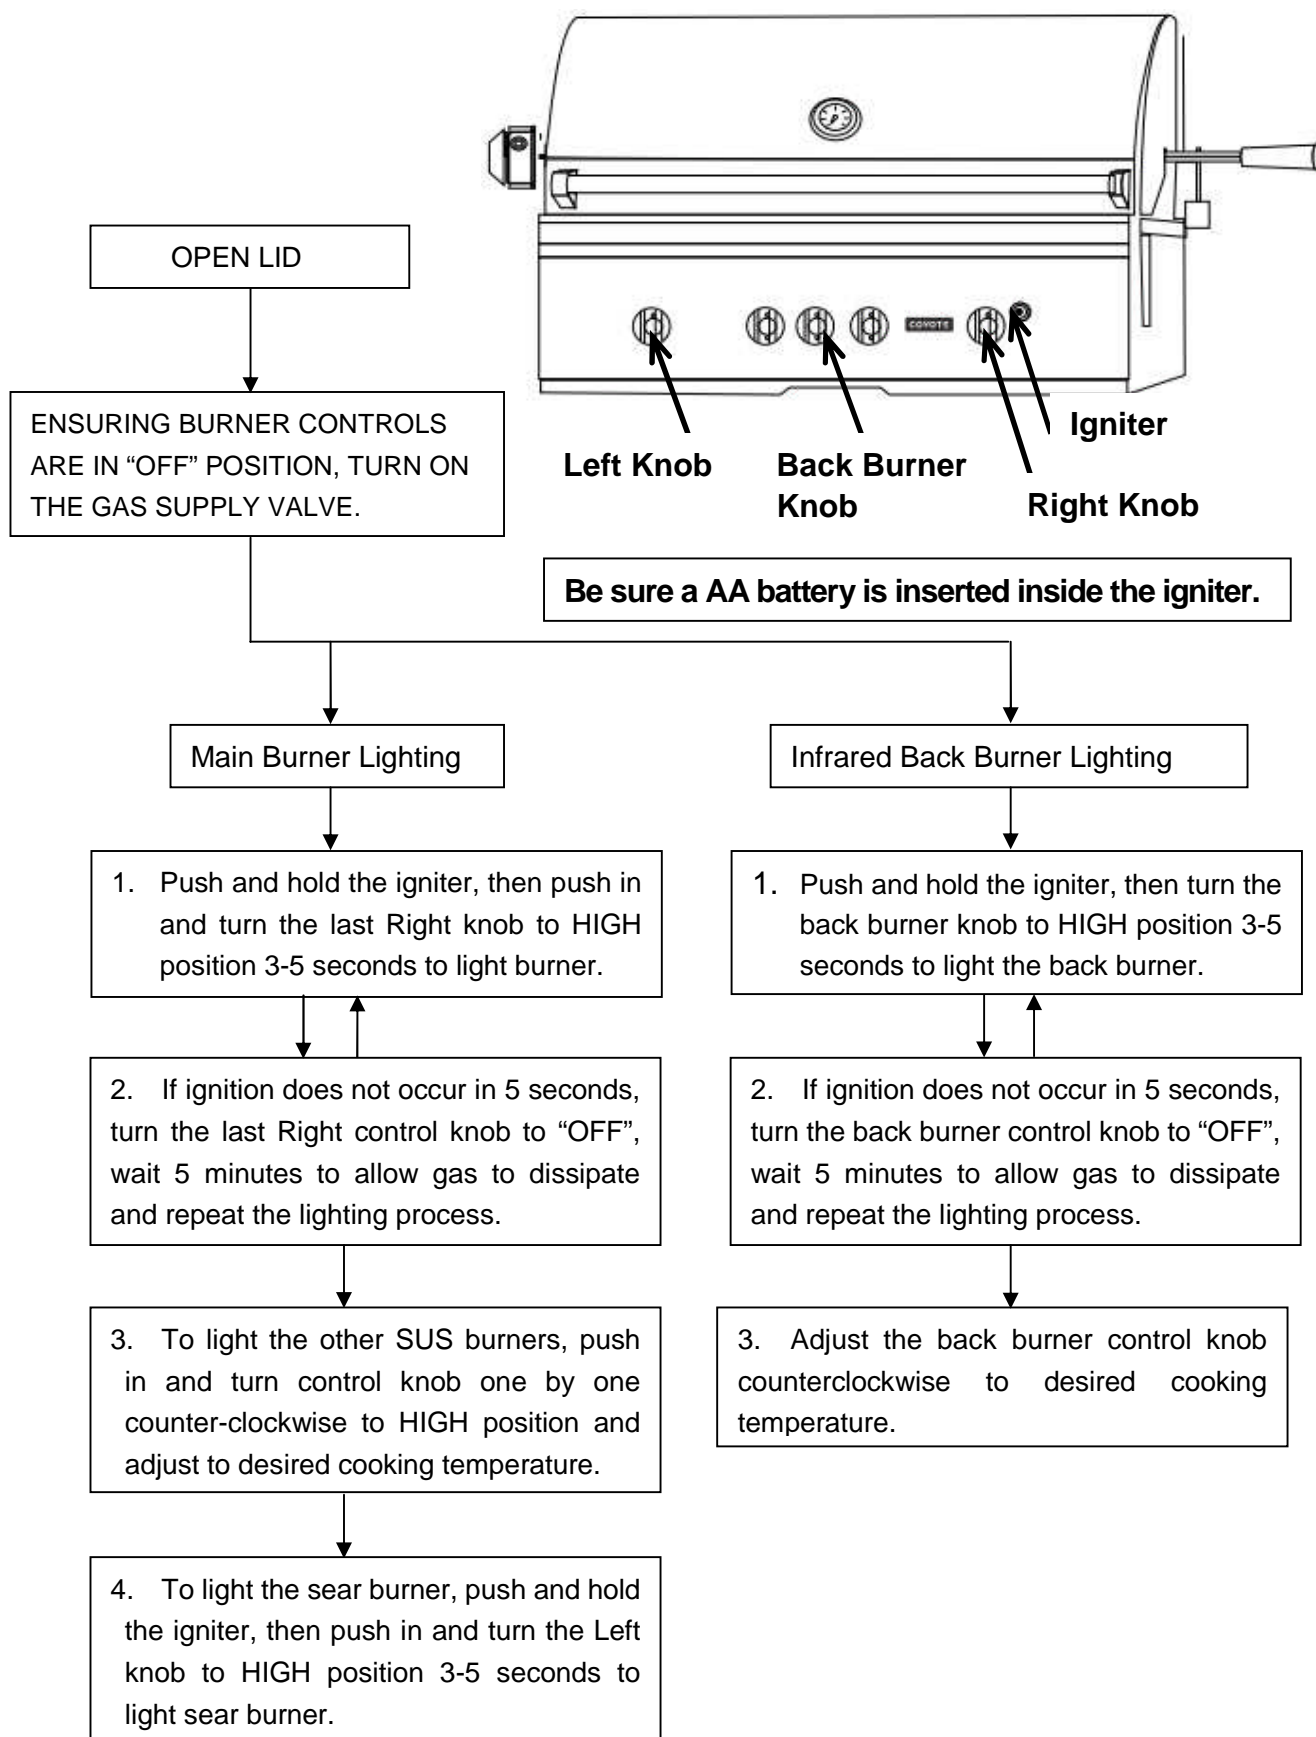 COYOTE
Igniter
Left Knob
Back Burner
Knob
Right Knob
Be sure a AA battery is inserted inside the igniter.
OPEN LID
ENSURING BURNER CONTROLS
ARE IN “OFF” POSITION, TURN ON
THE GAS SUPPLY VALVE.
Main Burner Lighting
1. Push and hold the igniter, then push in
and turn the last Right knob to HIGH
position 3-5 seconds to light burner.
2. If ignition does not occur in 5 seconds,
turn the last Right control knob to “OFF”,
wait 5 minutes to allow gas to dissipate
and repeat the lighting process.
3. To light the other SUS burners, push
in and turn control knob one by one
counter-clockwise to HIGH position and
adjust to desired cooking temperature.
4. To light the sear burner, push and hold
the igniter, then push in and turn the Left
knob to HIGH position 3-5 seconds to
light sear burner.
Infrared Back Burner Lighting
1. Push and hold the igniter, then turn the
back burner knob to HIGH position 3-5
seconds to light the back burner.
2. If ignition does not occur in 5 seconds,
turn the back burner control knob to “OFF”,
wait 5 minutes to allow gas to dissipate
and repeat the lighting process.
3. Adjust the back burner control knob
counterclockwise to desired cooking
temperature.